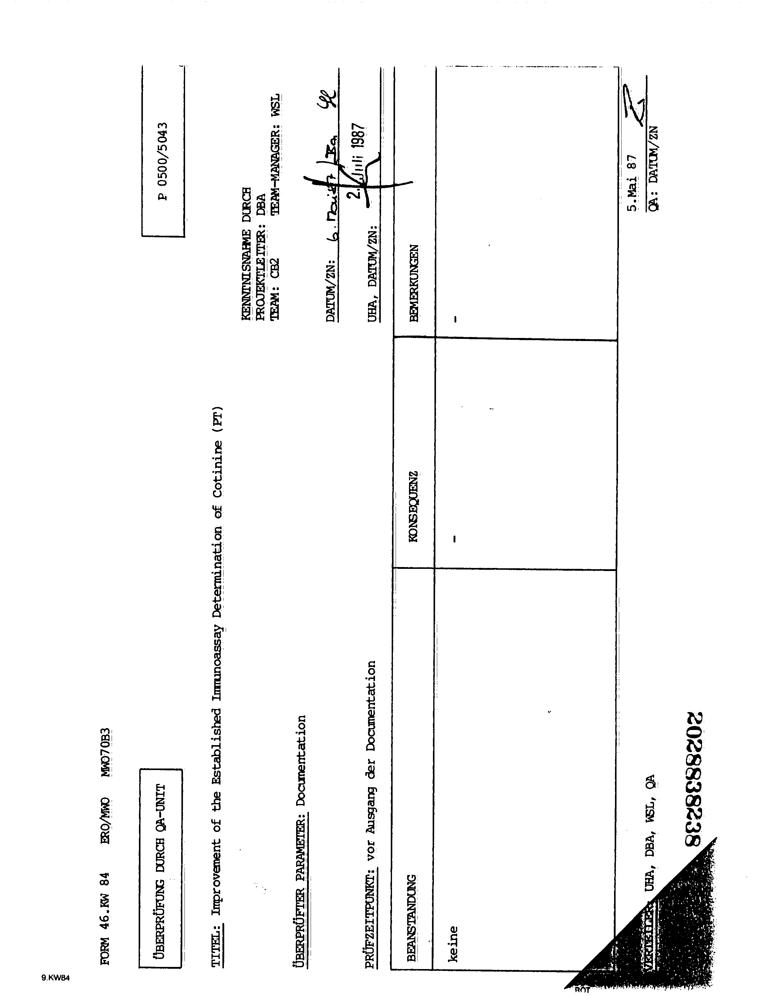 FORM 46.KW 84 ERO/MWO MWO70B3
ÜBERPRÜFUNG DURCH QA-UNIT
P 0500/5043
TITEL: Improvement of the Established Immunoassay Determination of Cotinine (PT)
KENNTNISNAHME DURCH
PROJEKTLEITER: DBA
TEAM: CB2 TEAM-MANAGER: WSL
ÜBERPRÜFTER PARAMETER: Documentation
DATUM/ZN: 6.
PRÜFZEITPUNKT: vor Ausgang der Documentation
UHA, DATUM/ZN: 2. Juli 1987
BEANSTANDUNG KONSEQUENZ BEMERKUNGEN
keine - -
5.Mai 87
VERTEILER: UHA, DBA, WSL, QA
QA: DATUM/ZN
2028838238
ROT
9.KW84